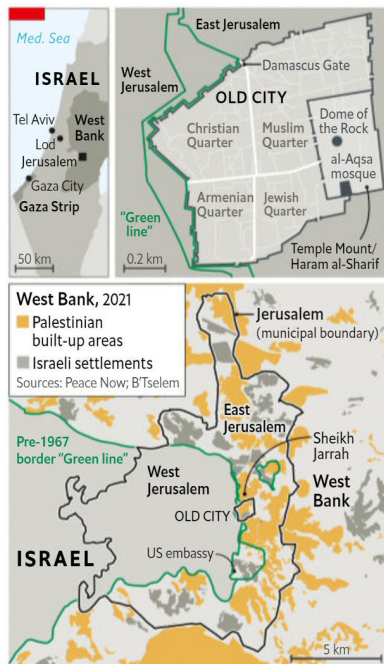 Med. Sea
ISRAEL
Tel Aviv
West
Bank
Lod
Jerusalem
Gaza City
Gaza Strip
50 km
East Jerusalem
West
Jerusalem
Damascus Gate
OLD CITY
Christian
Quarter
Muslim
Quarter
Dome of
the Rock
al-Aqsa
mosque
Armenian
Quarter
Jewish
Quarter
“Green
line”
Temple Mount/
Haram al-Sharif
0.2 km
West Bank, 2021
Palestinian
built-up areas
Israeli settlements
Sources: Peace Now; B’Tselem
Jerusalem
(municipal boundary)
East
Jerusalem
Pre-1967
border “Green line”
Sheikh
Jarrah
West
Jerusalem
West
Bank
OLD CITY
ISRAEL
US embassy
5 km